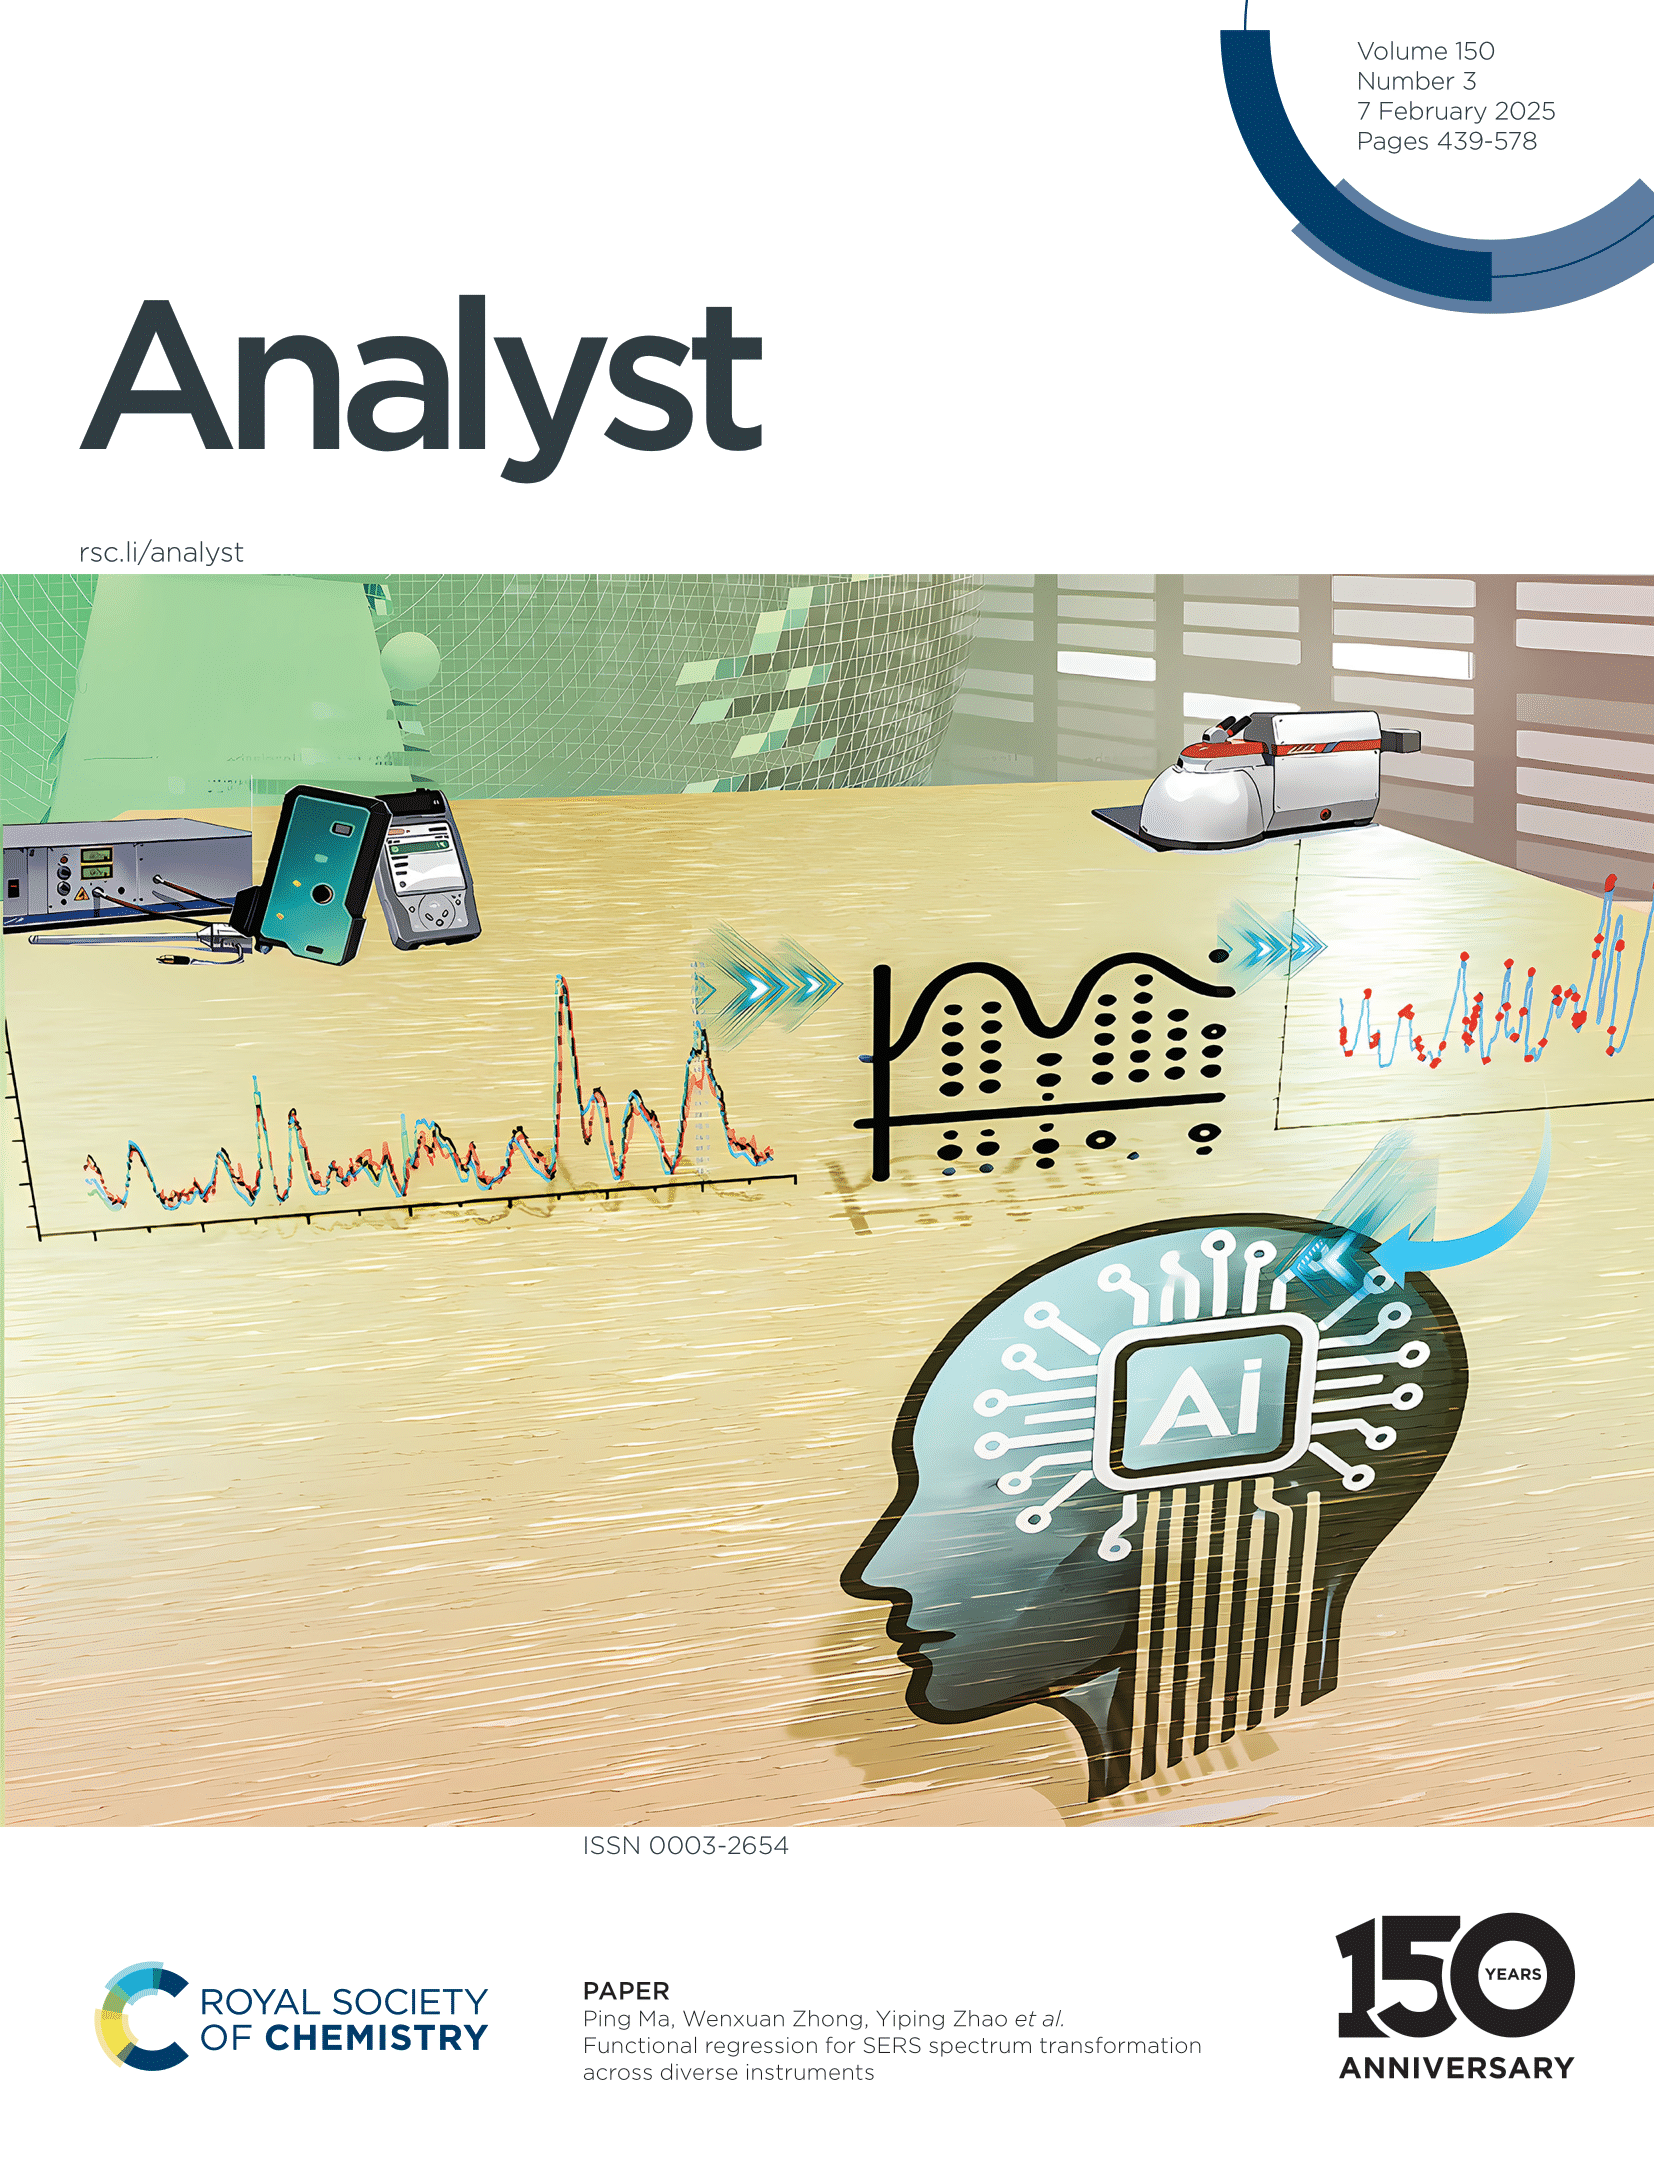 Volume 150
Number 3
7 February 2025
Pages 439-578
Analyst
rsc.li/analyst
Ai
ISSN 0003-2654
ROYAL SOCIETY
OF CHEMISTRY
PAPER
Ping Ma, Wenxuan Zhong, Yiping Zhao et al.
Functional regression for SERS spectrum transformation
across diverse instruments
150
YEARS
ANNIVERSARY